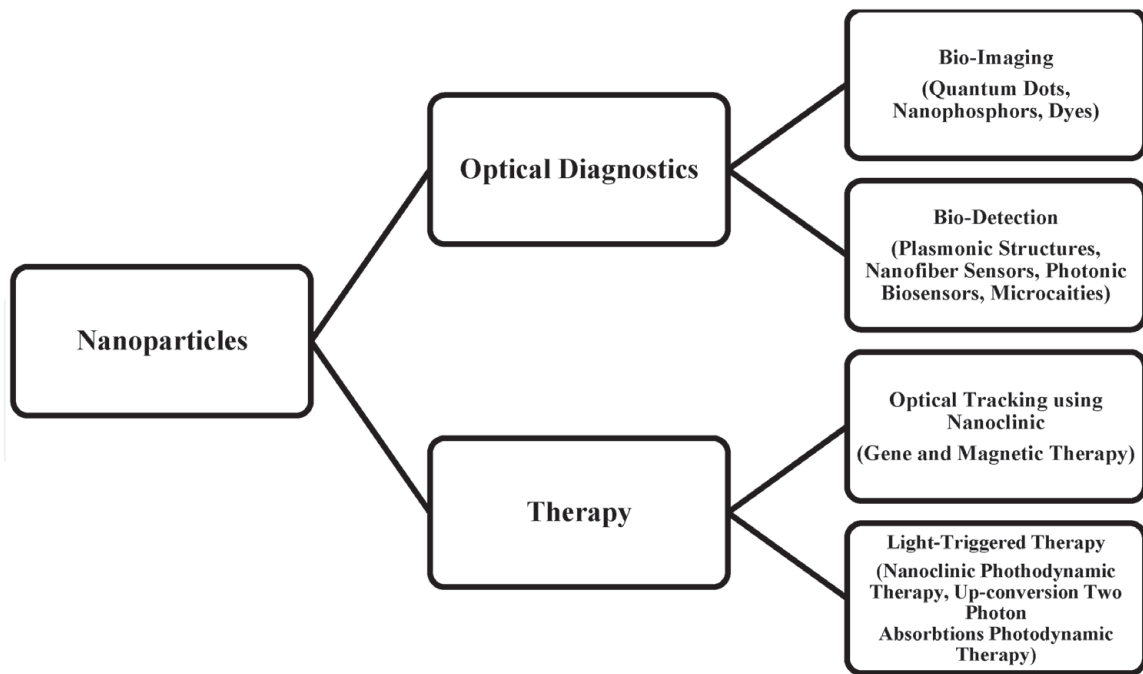 Nanoparticles
Optical Diagnostics
Bio-Imaging
(Quantum Dots,
Nanophosphors, Dyes)
Bio-Detection
(Plasmonic Structures,
Nanofiber Sensors, Photonic
Biosensors, Microcaities)
Therapy
Optical Tracking using
Nanoclinic
(Gene and Magnetic Therapy)
Light-Triggered Therapy
(Nanoclinic Phothodynamic
Therapy, Up-conversion Two
Photon
Absorbtions Photodynamic
Therapy)